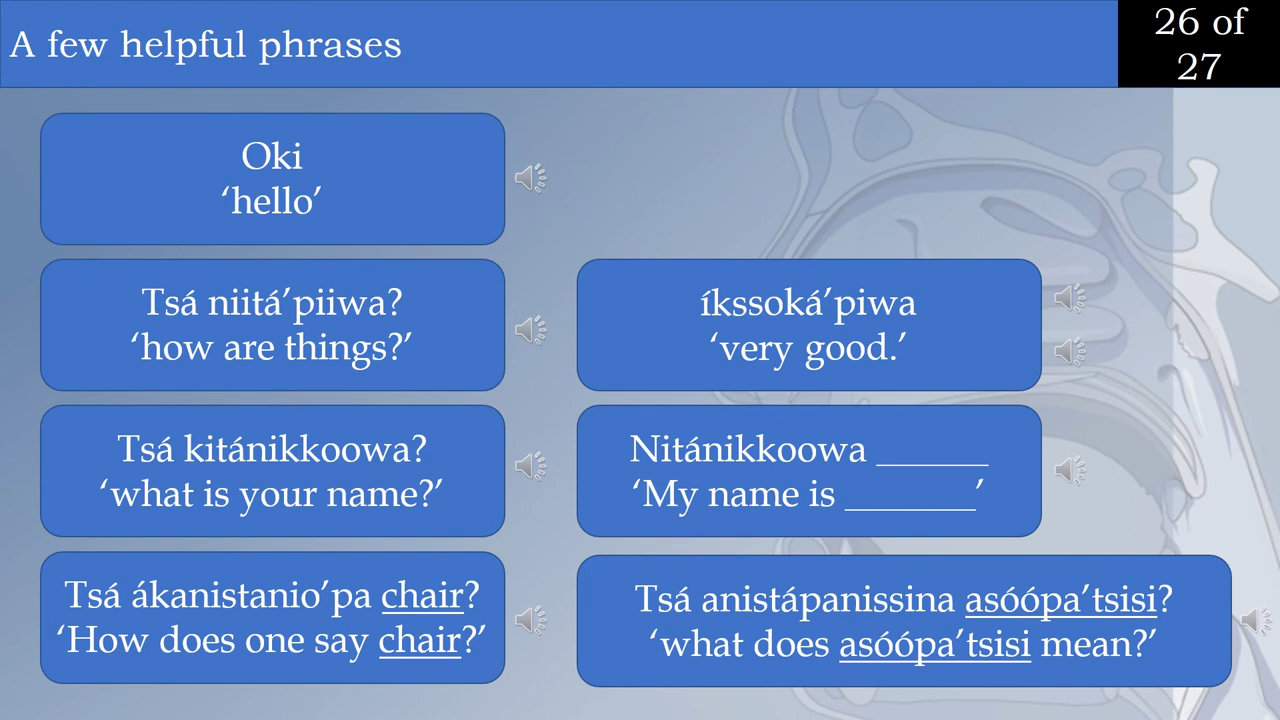 A few helpful phrases
26 of
27
Oki
‘hello’
Tsá niitá’piiwa?
‘how are things?’
íkssoká’piwa
‘very good.’
Tsá kitánikkoowa?
‘what is your name?’
Nitánikkoowa ______
‘My name is _______’
Tsá ákanistanio’pa chair?
‘How does one say chair?’
Tsá anistápanissina asóópa’tsisi?
‘what does asóópa’tsisi mean?’